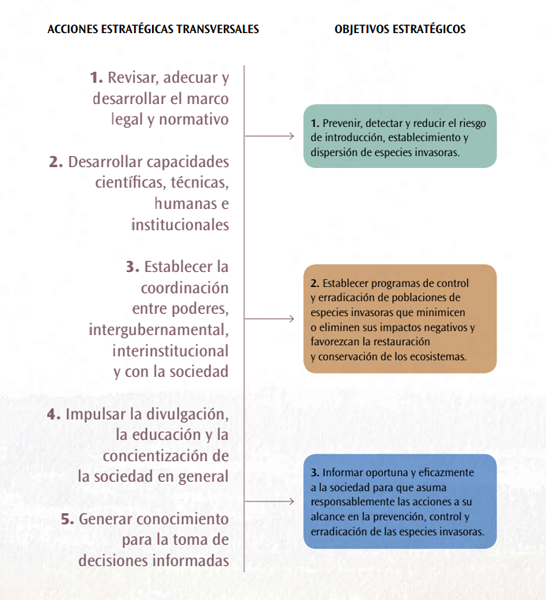 ACCIONES ESTRATÉGICAS TRANSVERSALES
1. Revisar, adecuar y
desarrollar el marco
legal y normativo
2. Desarrollar capacidades
científicas, técnicas,
humanas e
institucionales
3. Establecer la
coordinación
entre poderes,
intergubernamental,
interinstitucional
y con la sociedad
4. Impulsar la divulgación,
la educación y la
concientización de
la sociedad en general
5. Generar conocimiento
para la toma de
decisiones informadas
OBJETIVOS ESTRATÉGICOS
1. Prevenir, detectar y reducir el riesgo
de introducción, establecimiento y
dispersión de especies invasoras.
2. Establecer programas de control
y erradicación de poblaciones de
especies invasoras que minimicen
o eliminen sus impactos negativos y
favorezcan la restauración
y conservación de los ecosistemas.
3. Informar oportuna y eficazmente
a la sociedad para que asuma
responsablemente las acciones a su
alcance en la prevención, control y
erradicación de las especies invasoras.